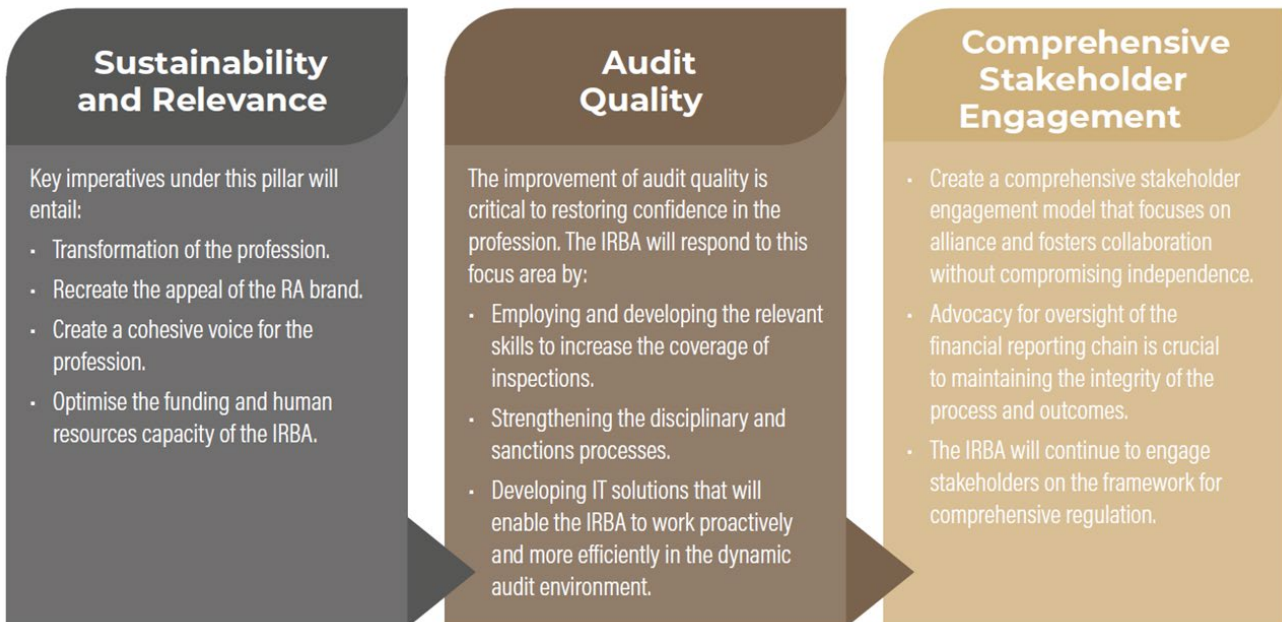 Sustainability
and Relevance
Key imperatives under this pillar will
entail:
• Transformation of the profession.
• Recreate the appeal of the RA brand.
• Create a cohesive voice for the
profession.
• Optimise the funding and human
resources capacity of the IRBA.
Audit
Quality
The improvement of audit quality is
critical to restoring confidence in the
profession. The IRBA will respond to this
focus area by:
• Employing and developing the relevant
skills to increase the coverage of
inspections.
• Strengthening the disciplinary and
sanctions processes.
• Developing IT solutions that will
enable the IRBA to work proactively
and more efficiently in the dynamic
audit environment.
Comprehensive
Stakeholder
Engagement
• Create a comprehensive stakeholder
engagement model that focuses on
alliance and fosters collaboration
without compromising independence.
• Advocacy for oversight of the
financial reporting chain is crucial
to maintaining the integrity of the
process and outcomes.
• The IRBA will continue to engage
stakeholders on the framework for
comprehensive regulation.